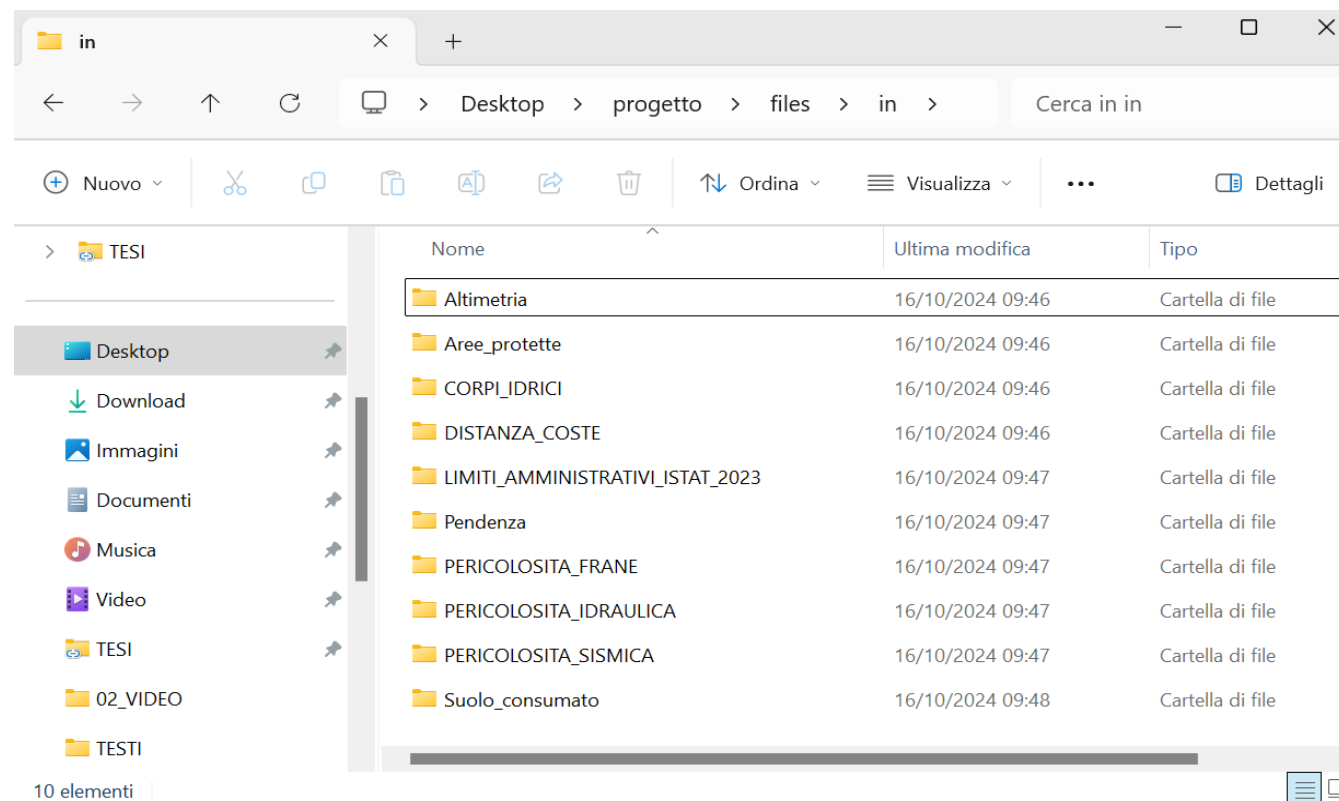 in
Desktop > progetto > files > in >
Cerca in in
Nuovo
Ordina
Visualizza
Dettagli
TESI
Desktop
Download
Immagini
Documenti
Musica
Video
TESI
02_VIDEO
TESTI
Nome Ultima modifica Tipo
Altimetria 16/10/2024 09:46 Cartella di file
Aree_protette 16/10/2024 09:46 Cartella di file
CORPI_IDRICI 16/10/2024 09:46 Cartella di file
DISTANZA_COSTE 16/10/2024 09:46 Cartella di file
LIMITI_AMMINISTRATIVI_ISTAT_2023 16/10/2024 09:47 Cartella di file
Pendenza 16/10/2024 09:47 Cartella di file
PERICOLOSITA_FRANE 16/10/2024 09:47 Cartella di file
PERICOLOSITA_IDRAULICA 16/10/2024 09:47 Cartella di file
PERICOLOSITA_SISMICA 16/10/2024 09:47 Cartella di file
Suolo_consumato 16/10/2024 09:48 Cartella di file
10 elementi